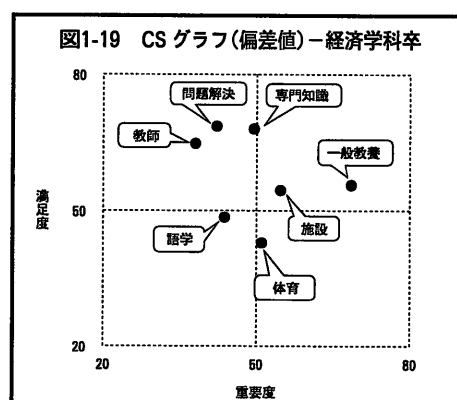 図1-19 CS グラフ(偏差値)－経済学科卒
80
問題解決
専門知識
教師
一般教養
満足度
50
語学
施設
体育
20
20
50
80
重要度